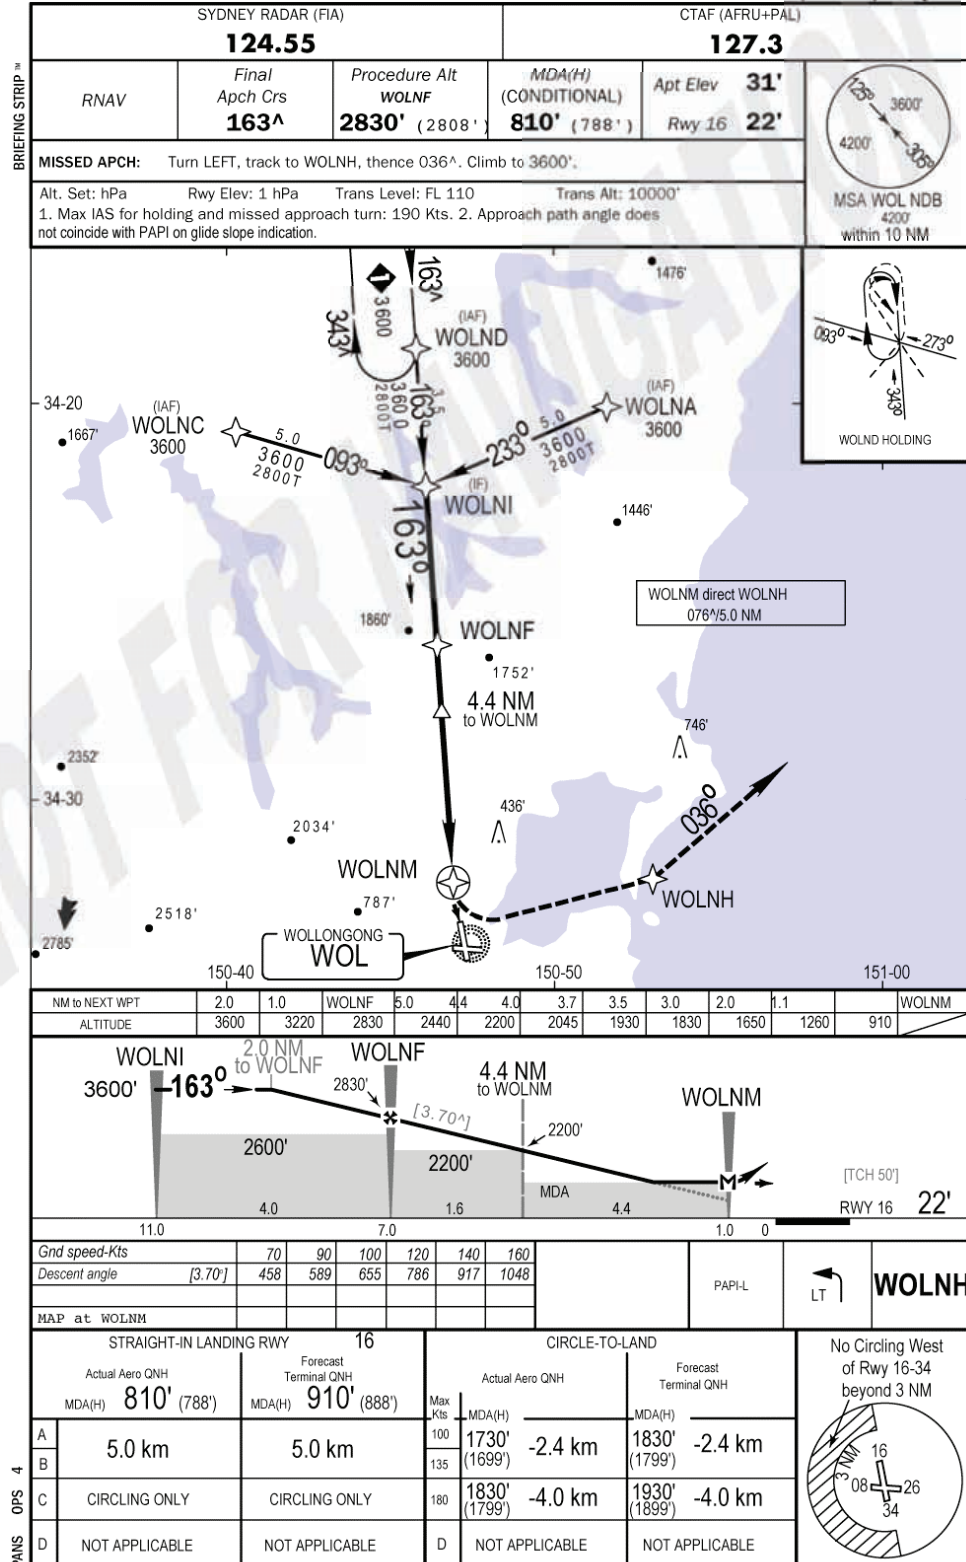 SYDNEY RADAR (FIA)
124.55
CTAF (AFRU+PAL)
127.3
BRIEFING STRIP ™
RNAV
Final
Apch Crs
163^
Procedure Alt
WOLNF
2830' (2808')
MDA(H)
(CONDITIONAL)
810' (788')
Apt Elev 31'
Rwy 16 22'
MISSED APCH: Turn LEFT, track to WOLNH, thence 036^. Climb to 3600'.
Alt. Set: hPa Rwy Elev: 1 hPa Trans Level: FL 110 Trans Alt: 10000'
1. Max IAS for holding and missed approach turn: 190 Kts. 2. Approach path angle does
not coincide with PAPI on glide slope indication.
125°
3600'
4200'
305°
MSA WOL NDB
4200'
within 10 NM
NOT FOR NAVIGATION
163^
1
3600
343^
(IAF)
WOLND
3600
1476'
093°
273°
343°
WOLND HOLDING
34-20
1667'
(IAF)
WOLNC
3600
5.0
3600
2800T
093°
3.5
163°
3600
2800T
(IAF)
WOLNA
3600
5.0
233°
3600
2800T
(IF)
WOLNI
163°
1446'
WOLNM direct WOLNH
076^/5.0 NM
1860'
WOLNF
1752'
4.4 NM
to WOLNM
746'
2352'
34-30
436'
036°
2034'
WOLNM
WOLNH
787'
2518'
2785'
WOLLONGONG
WOL
150-40
150-50
151-00
NM to NEXT WPT 2.0 1.0 WOLNF 5.0 4.4 4.0 3.7 3.5 3.0 2.0 1.1 WOLNM
ALTITUDE 3600 3220 2830 2440 2200 2045 1930 1830 1650 1260 910
WOLNI
2.0 NM
to WOLNF
WOLNF
4.4 NM
to WOLNM
WOLNM
3600'
163°
2830'
[3.70^]
2200'
2600'
2200'
MDA
M
[TCH 50']
RWY 16 22'
4.0
1.6
4.4
11.0
7.0
1.0
0
Gnd speed-Kts 70 90 100 120 140 160
Descent angle [3.70°] 458 589 655 786 917 1048
MAP at WOLNM
PAPI-L
LT
WOLNH
STRAIGHT-IN LANDING RWY 16
CIRCLE-TO-LAND
Actual Aero QNH
MDA(H) 810' (788')
Forecast
Terminal QNH
MDA(H) 910' (888')
Max
Kts
Actual Aero QNH
MDA(H)
Forecast
Terminal QNH
MDA(H)
A
B
5.0 km
5.0 km
100
135
1730'
(1699')
-2.4 km
1830'
(1799')
-2.4 km
C
CIRCLING ONLY
CIRCLING ONLY
180
1830'
(1799')
-4.0 km
1930'
(1899')
-4.0 km
D
NOT APPLICABLE
NOT APPLICABLE
D
NOT APPLICABLE
NOT APPLICABLE
No Circling West
of Rwy 16-34
beyond 3 NM
3 NM
16
08
26
34
PANS OPS 4